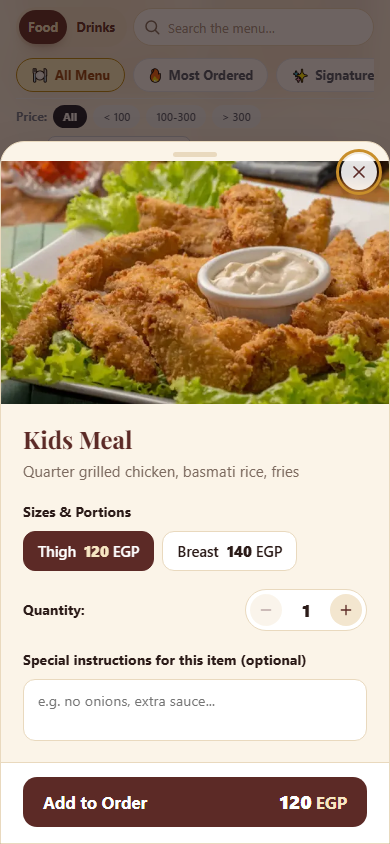 Food Drinks Search the menu...
All Menu Most Ordered Signature
Price: All < 100 100-300 > 300
Kids Meal
Quarter grilled chicken, basmati rice, fries
Sizes & Portions
Thigh 120 EGP Breast 140 EGP
Quantity: − 1 +
Special instructions for this item (optional)
e.g. no onions, extra sauce...
Add to Order 120 EGP